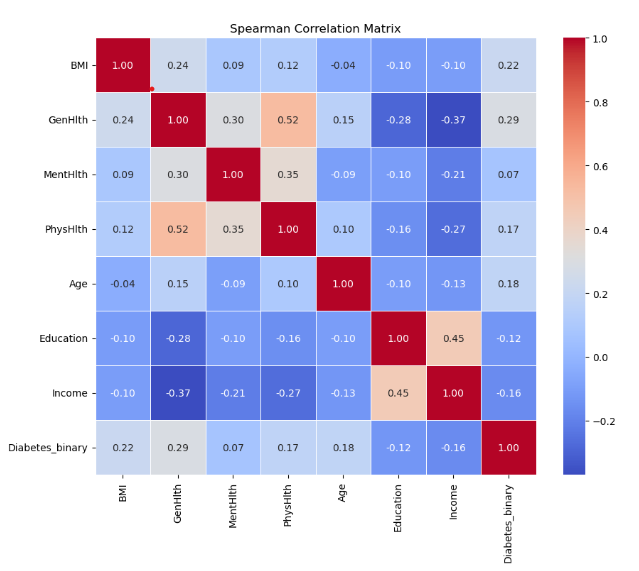 Spearman Correlation Matrix
BMI 1.00 0.24 0.09 0.12 -0.04 -0.10 -0.10 0.22
GenHlth 0.24 1.00 0.30 0.52 0.15 -0.28 -0.37 0.29
MentHlth 0.09 0.30 1.00 0.35 -0.09 -0.10 -0.21 0.07
PhysHlth 0.12 0.52 0.35 1.00 0.10 -0.16 -0.27 0.17
Age -0.04 0.15 -0.09 0.10 1.00 -0.10 -0.13 0.18
Education -0.10 -0.28 -0.10 -0.16 -0.10 1.00 0.45 -0.12
Income -0.10 -0.37 -0.21 -0.27 -0.13 0.45 1.00 -0.16
Diabetes_binary 0.22 0.29 0.07 0.17 0.18 -0.12 -0.16 1.00
BMI GenHlth MentHlth PhysHlth Age Education Income Diabetes_binary
1.0
0.8
0.6
0.4
0.2
0.0
−0.2